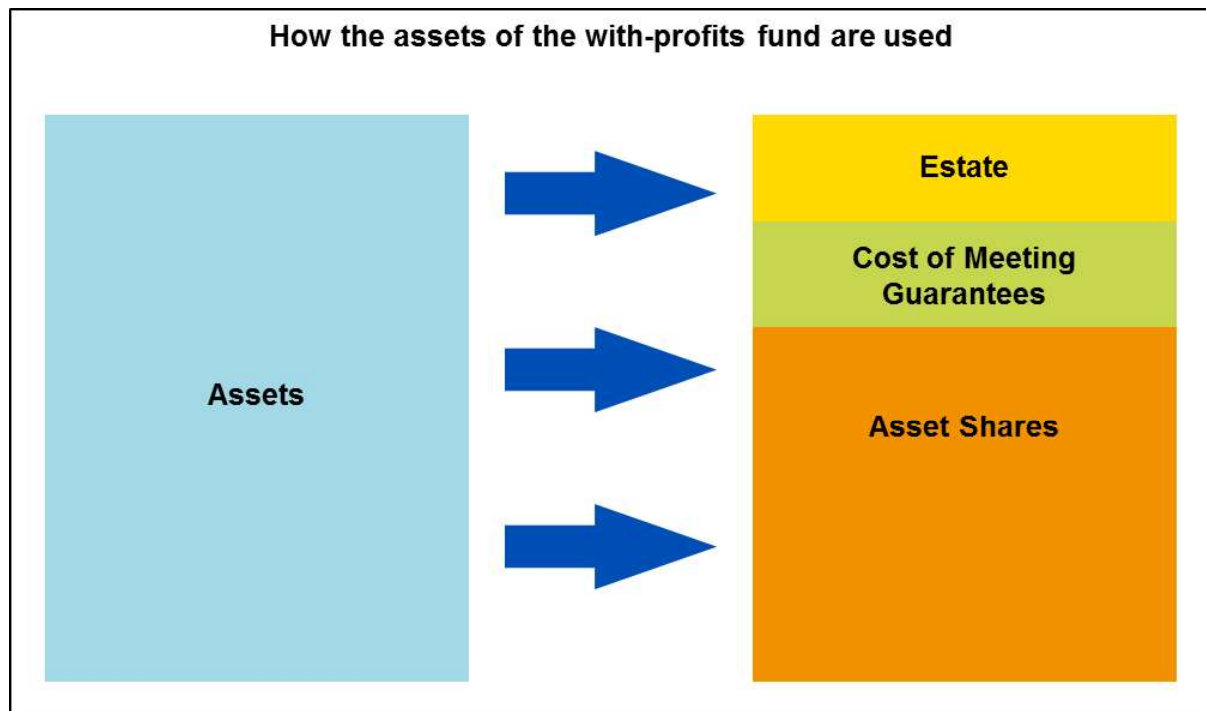 How the assets of the with-profits fund are used
Assets
Estate
Cost of Meeting
Guarantees
Asset Shares